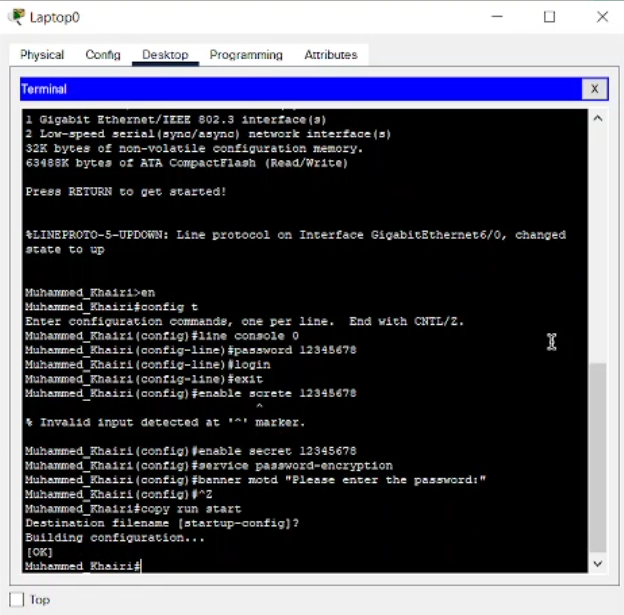 Laptop0
Physical Config Desktop Programming Attributes
Terminal X
1 Gigabit Ethernet/IEEE 802.3 interface(s)
2 Low-speed serial(sync/async) network interface(s)
32K bytes of non-volatile configuration memory.
63488K bytes of ATA CompactFlash (Read/Write)
Press RETURN to get started!
%LINEPROTO-5-UPDOWN: Line protocol on Interface GigabitEthernet6/0, changed
state to up
Muhammed_Khairi>en
Muhammed_Khairi#config t
Enter configuration commands, one per line.  End with CNTL/Z.
Muhammed_Khairi(config)#line console 0
Muhammed_Khairi(config-line)#password 12345678
Muhammed_Khairi(config-line)#login
Muhammed_Khairi(config-line)#exit
Muhammed_Khairi(config)#enable screte 12345678
^
% Invalid input detected at '^' marker.
Muhammed_Khairi(config)#enable secret 12345678
Muhammed_Khairi(config)#service password-encryption
Muhammed_Khairi(config)#banner motd "Please enter the password:"
Muhammed_Khairi(config)#^Z
Muhammed_Khairi#copy run start
Destination filename [startup-config]?
Building configuration...
[OK]
Muhammed_Khairi#
Top